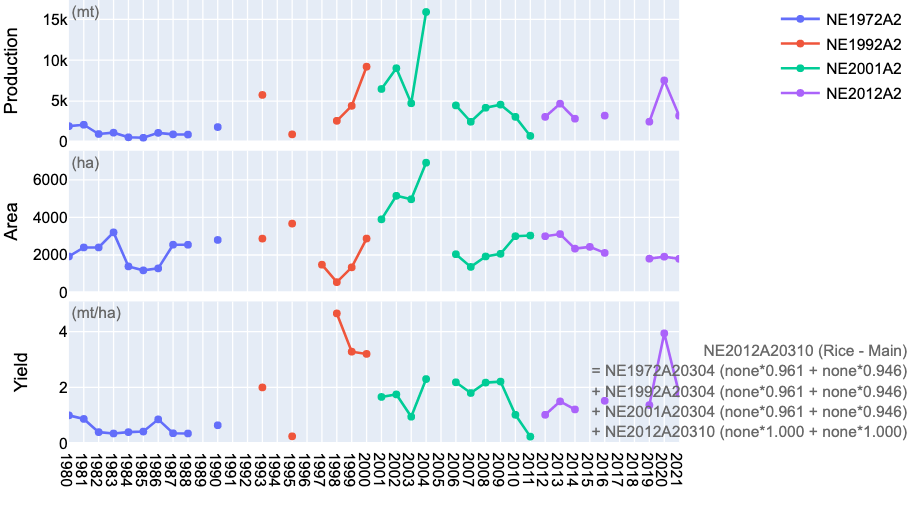 (mt)
Production
15k
10k
5k
0
NE1972A2
NE1992A2
NE2001A2
NE2012A2
(ha)
Area
6000
4000
2000
0
(mt/ha)
Yield
4
2
0
NE2012A20310 (Rice - Main)
= NE1972A20304 (none*0.961 + none*0.946)
+ NE1992A20304 (none*0.961 + none*0.946)
+ NE2001A20304 (none*0.961 + none*0.946)
+ NE2012A20310 (none*1.000 + none*1.000)
1980 1981 1982 1983 1984 1985 1986 1987 1988 1989 1990 1991 1992 1993 1994 1995 1996 1997 1998 1999 2000 2001 2002 2003 2004 2005 2006 2007 2008 2009 2010 2011 2012 2013 2014 2015 2016 2017 2018 2019 2020 2021